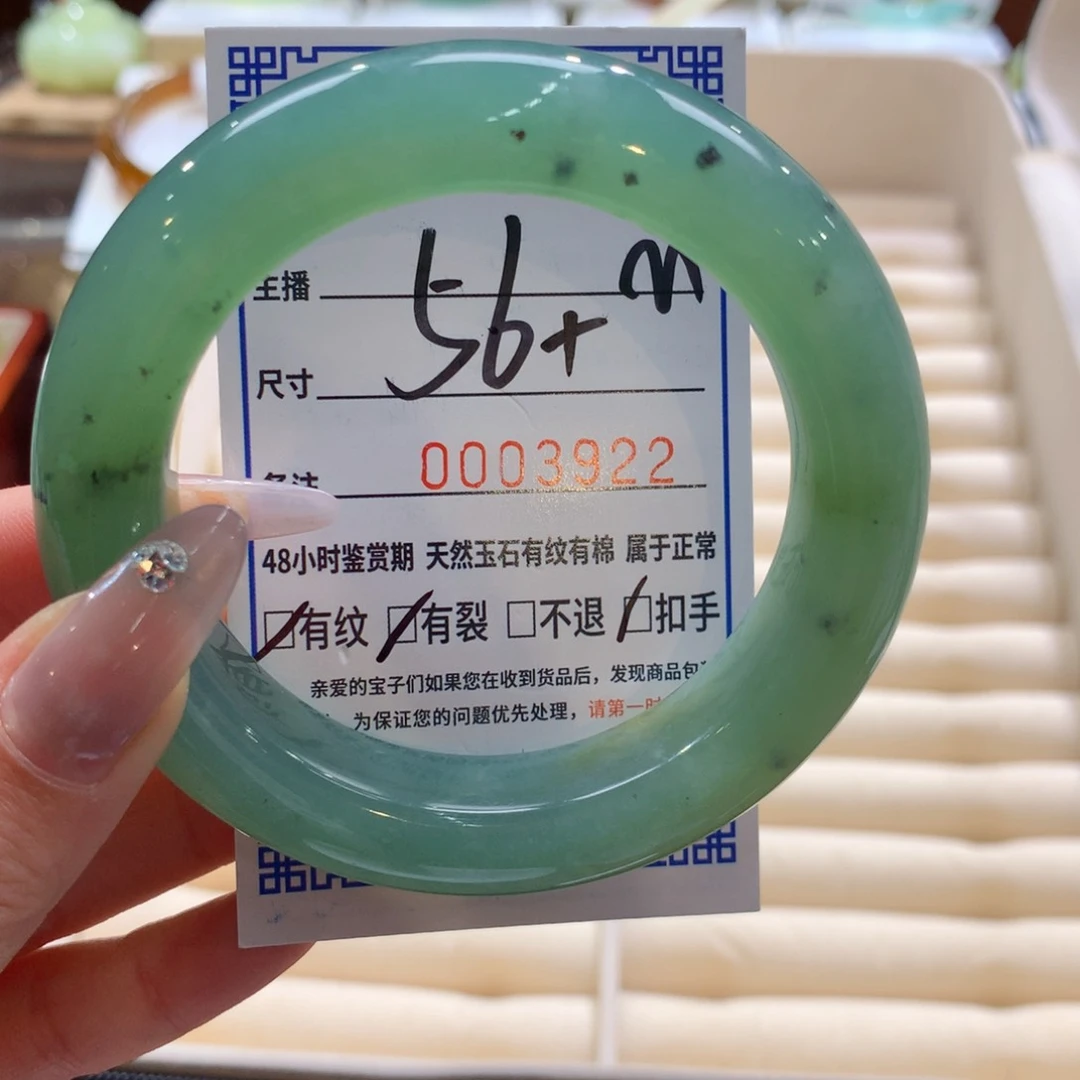 主播 m
尺寸 56+
备注 0003922
48小时鉴赏期 天然玉石有纹有棉 属于正常
☑有纹 ☑有裂 □不退 ☑扣手
亲爱的宝子们如果您在收到货品后，发现商品包
为保证您的问题优先处理，请第一时